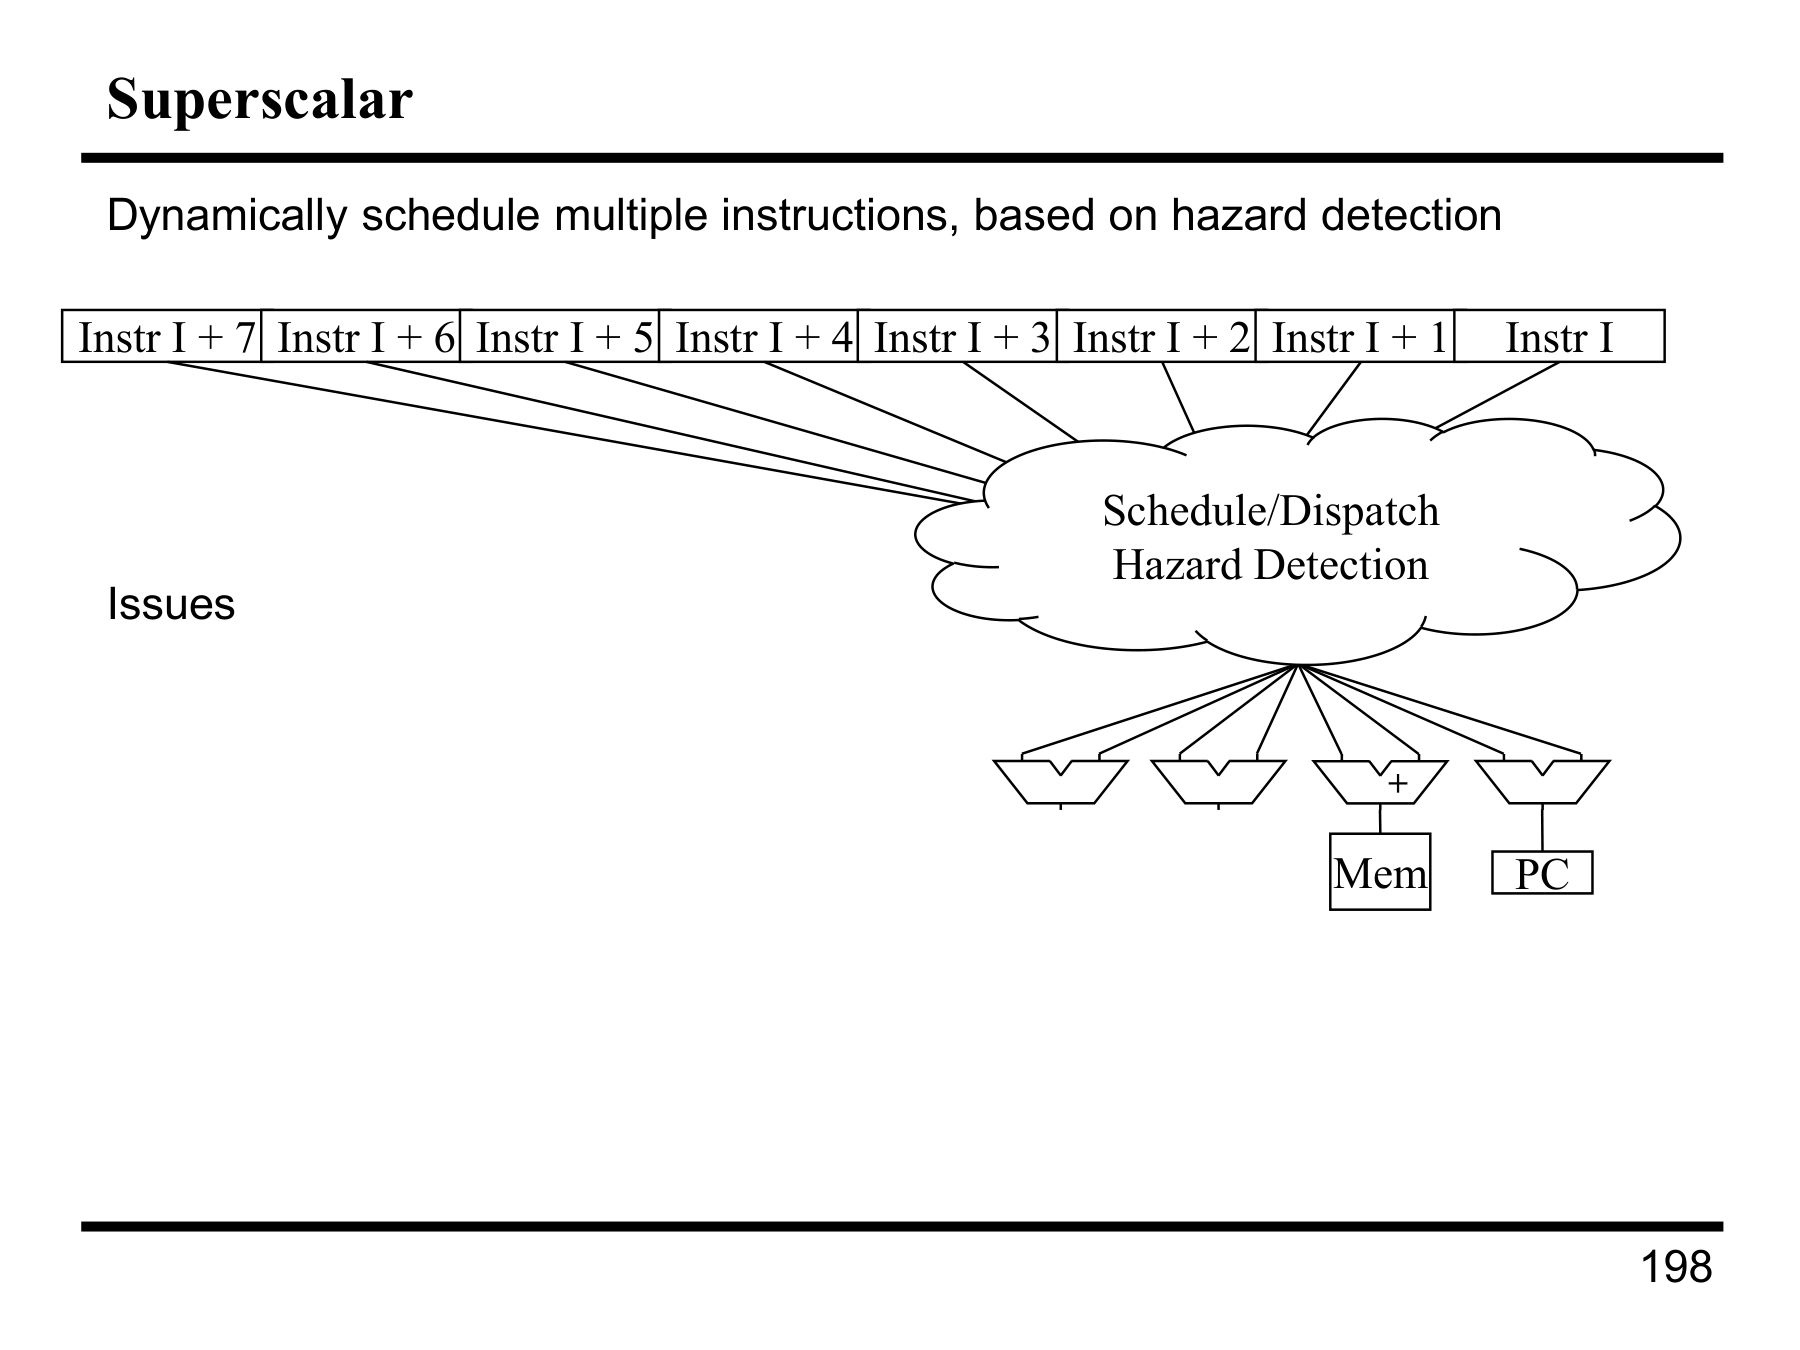 Superscalar
Dynamically schedule multiple instructions, based on hazard detection
Instr I + 7 Instr I + 6 Instr I + 5 Instr I + 4 Instr I + 3 Instr I + 2 Instr I + 1 Instr I
Schedule/Dispatch
Hazard Detection
Issues
+
Mem PC
198